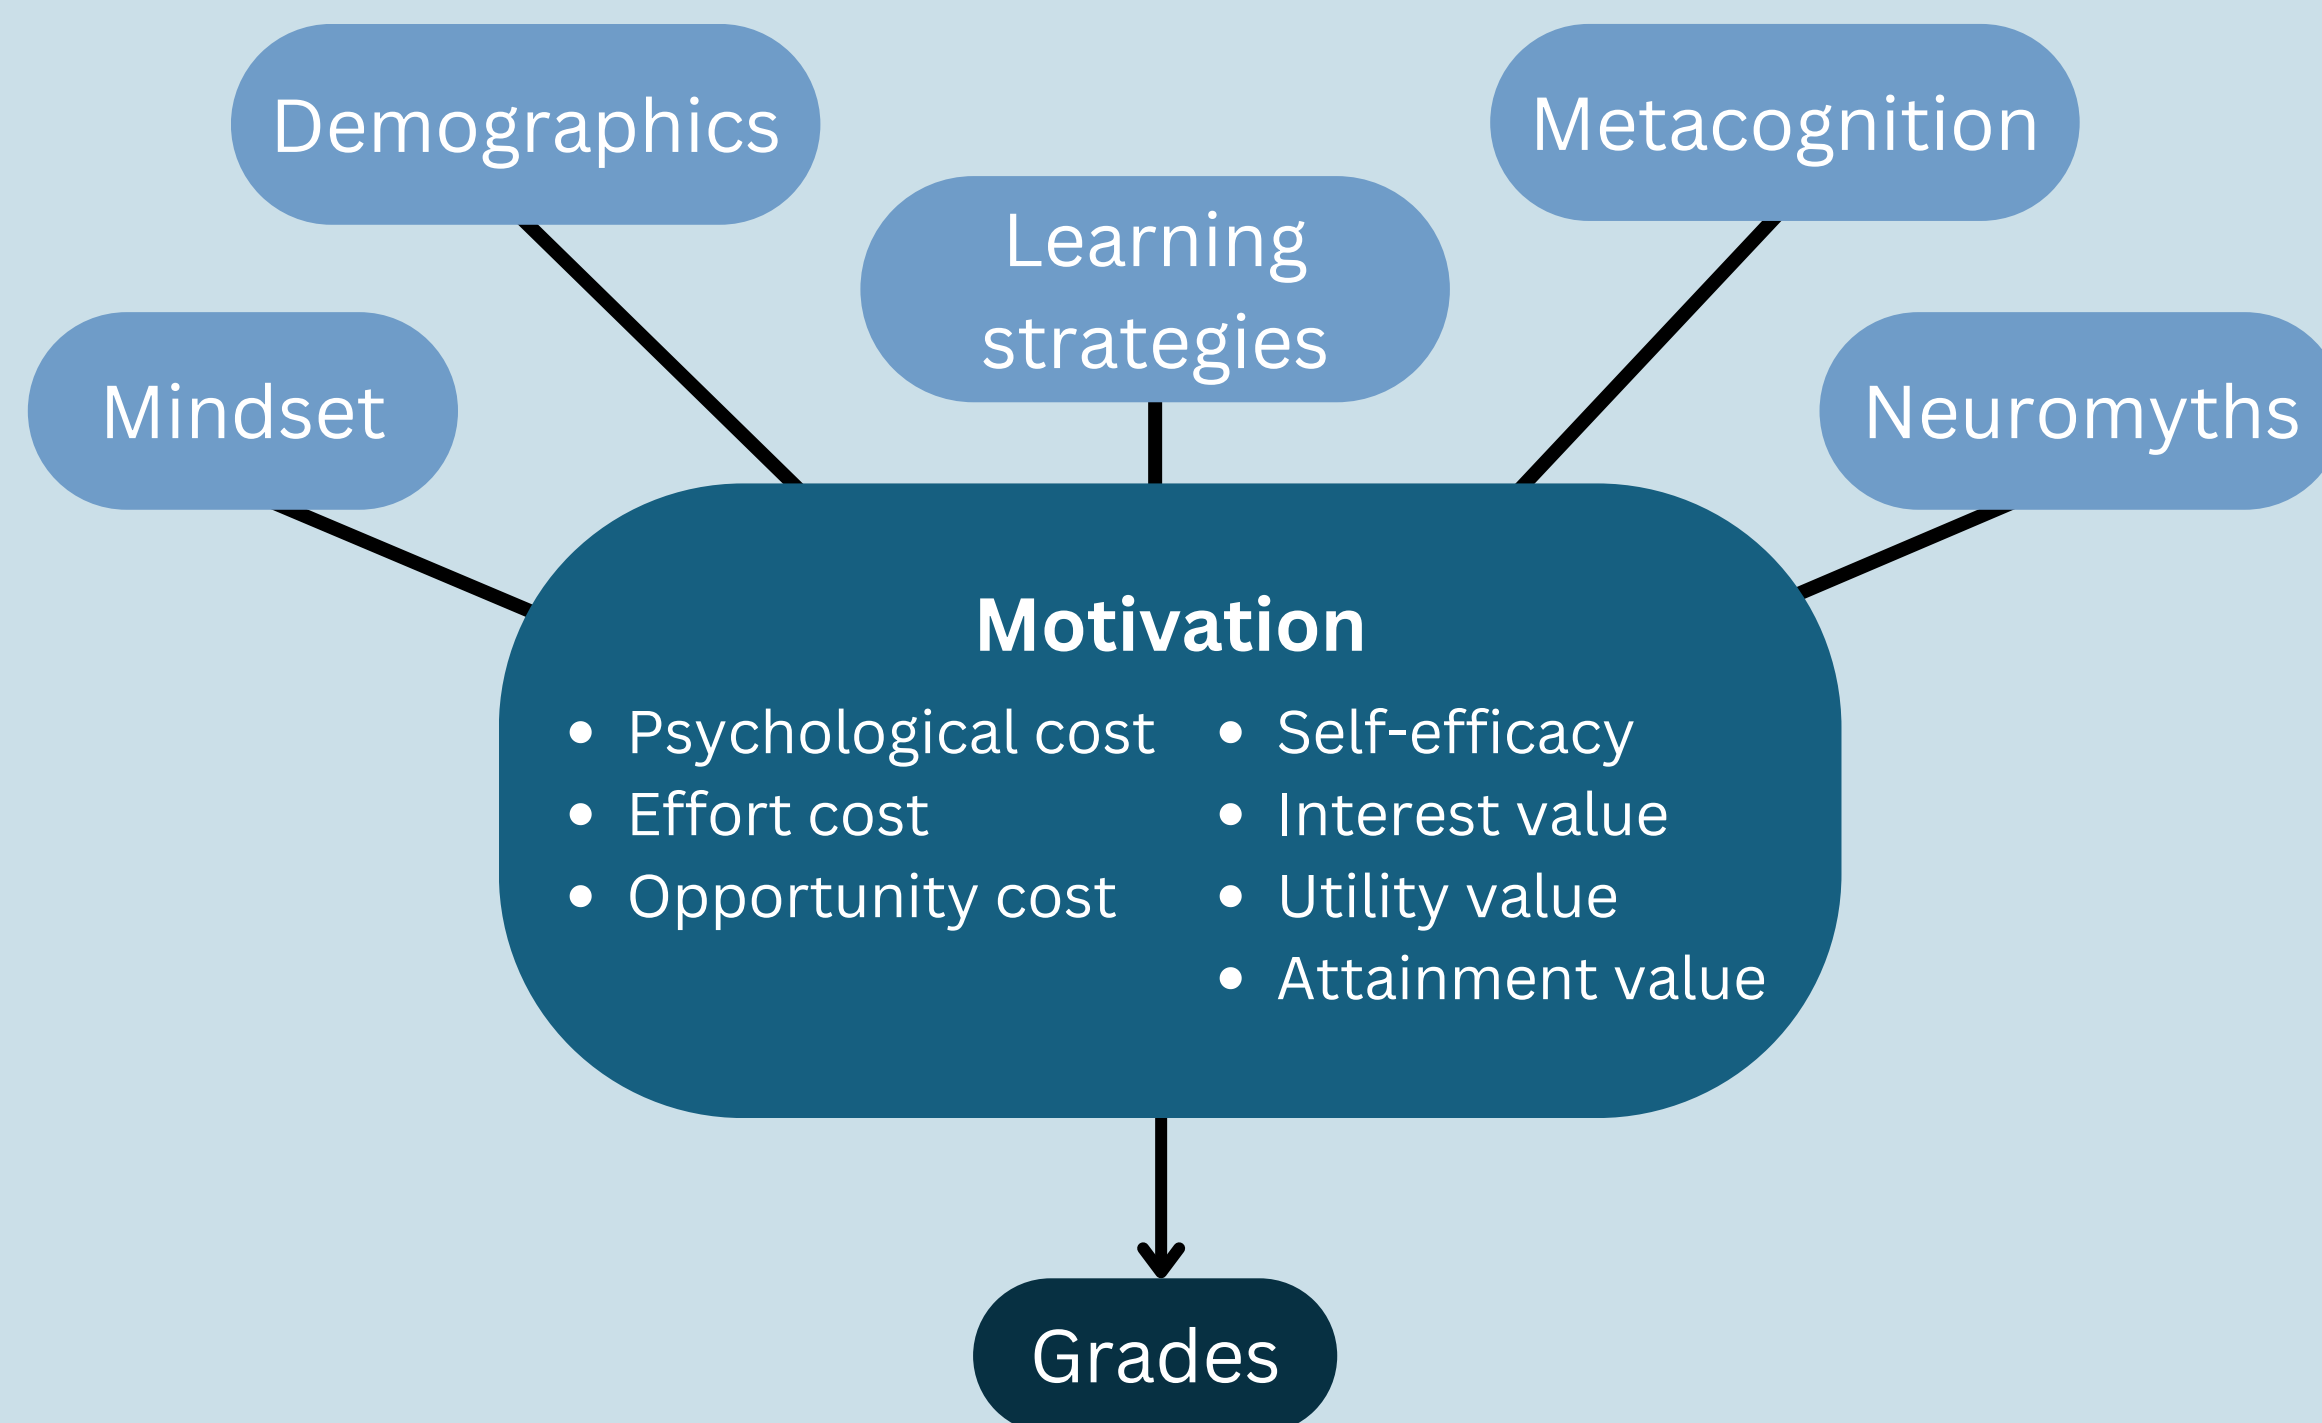 Demographics
Metacognition
Learning
strategies
Mindset
Neuromyths
Motivation
• Psychological cost
• Effort cost
• Opportunity cost
• Self-efficacy
• Interest value
• Utility value
• Attainment value
Grades